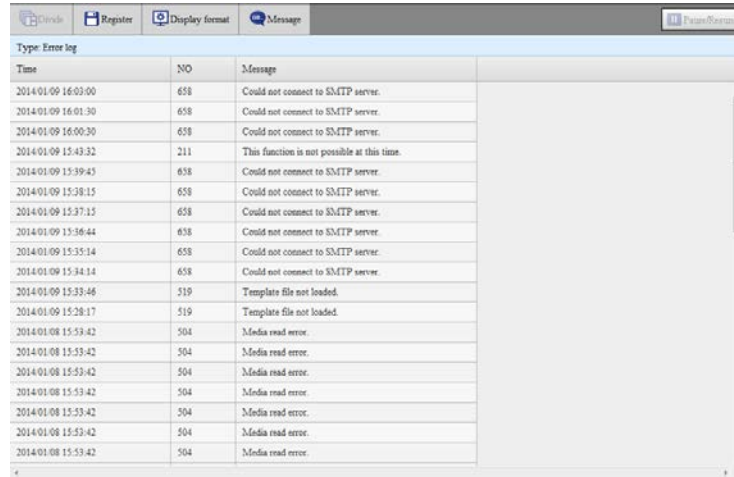 Divide Register Display format Message Pause/Resume
Type: Error log
Time NO Message
2014/01/09 16:03:00 658 Could not connect to SMTP server.
2014/01/09 16:01:30 658 Could not connect to SMTP server.
2014/01/09 16:00:30 658 Could not connect to SMTP server.
2014/01/09 15:43:32 211 This function is not possible at this time.
2014/01/09 15:39:45 658 Could not connect to SMTP server.
2014/01/09 15:38:15 658 Could not connect to SMTP server.
2014/01/09 15:37:15 658 Could not connect to SMTP server.
2014/01/09 15:36:44 658 Could not connect to SMTP server.
2014/01/09 15:35:14 658 Could not connect to SMTP server.
2014/01/09 15:34:14 658 Could not connect to SMTP server.
2014/01/09 15:33:46 519 Template file not loaded.
2014/01/09 15:28:17 519 Template file not loaded.
2014/01/08 15:53:42 504 Media read error.
2014/01/08 15:53:42 504 Media read error.
2014/01/08 15:53:42 504 Media read error.
2014/01/08 15:53:42 504 Media read error.
2014/01/08 15:53:42 504 Media read error.
2014/01/08 15:53:42 504 Media read error.
2014/01/08 15:53:42 504 Media read error.